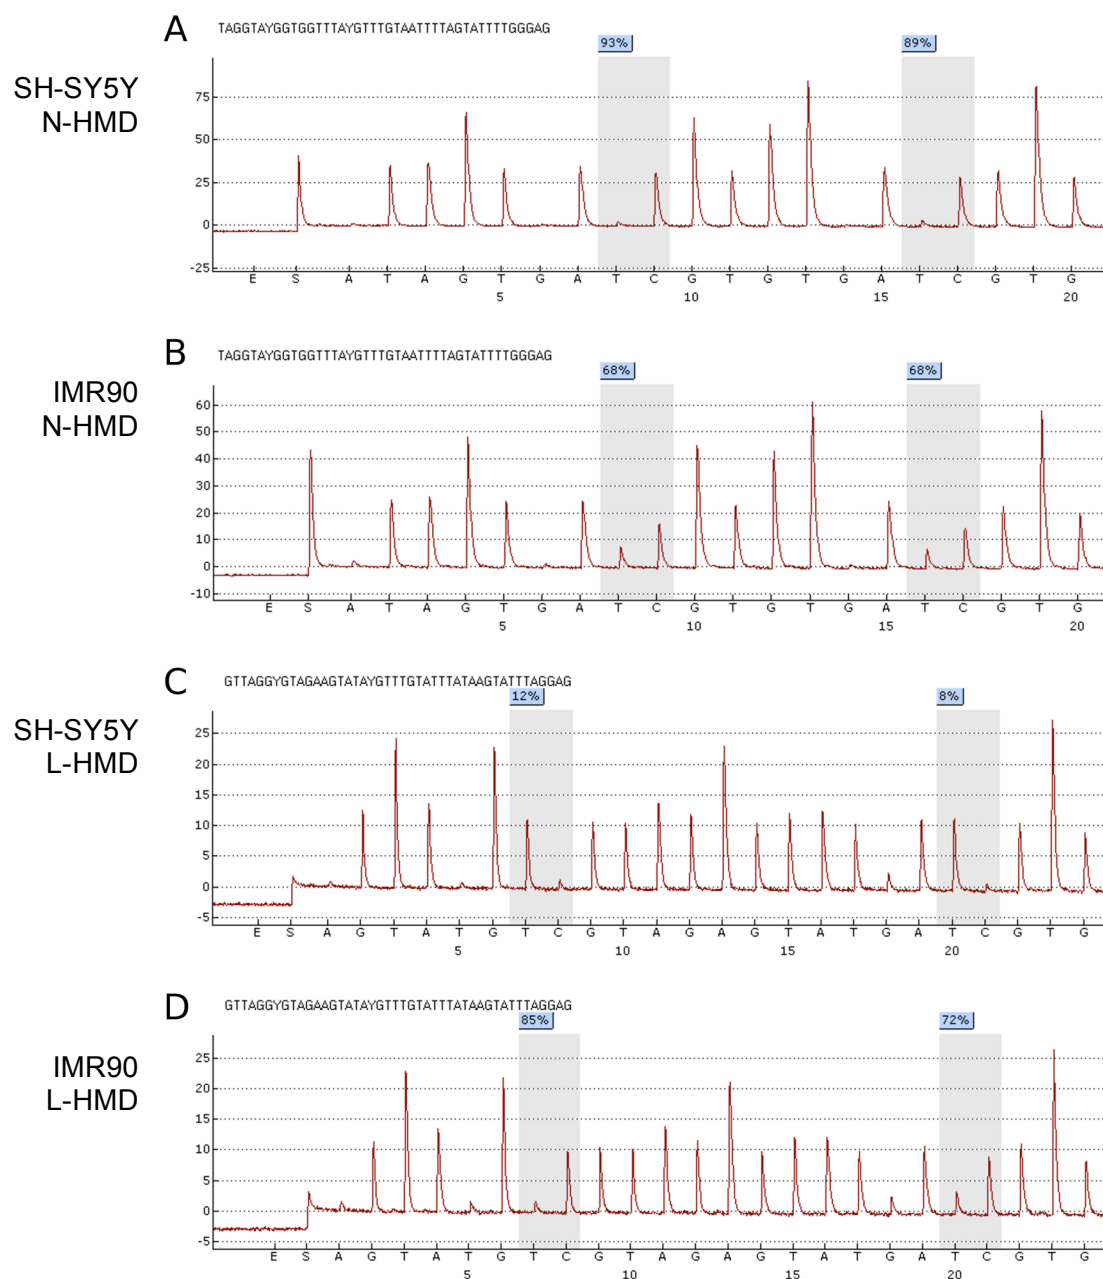 A
TAGGTAYGGTGGTTTAYGTTTGTAATTTTAGTATTTTGGGAG
SH-SY5Y
N-HMD
93%
89%
75
50
25
0
-25
E S A T A G T G A T C G T G T G A T C G T G
5 10 15 20
B
TAGGTAYGGTGGTTTAYGTTTGTAATTTTAGTATTTTGGGAG
IMR90
N-HMD
68%
68%
60
50
40
30
20
10
0
-10
E S A T A G T G A T C G T G T G A T C G T G
5 10 15 20
C
GTTAGGYGTAGAAGTATAYGTTTGTATTTATAAGTATTTAGGAG
SH-SY5Y
L-HMD
12%
8%
25
20
15
10
5
0
-5
E S A G T A T G T C G T A G A G T A T G A T C G T G
5 10 15 20
D
GTTAGGYGTAGAAGTATAYGTTTGTATTTATAAGTATTTAGGAG
IMR90
L-HMD
85%
72%
25
20
15
10
5
0
-5
E S A G T A T G T C G T A G A G T A T G A T C G T G
5 10 15 20